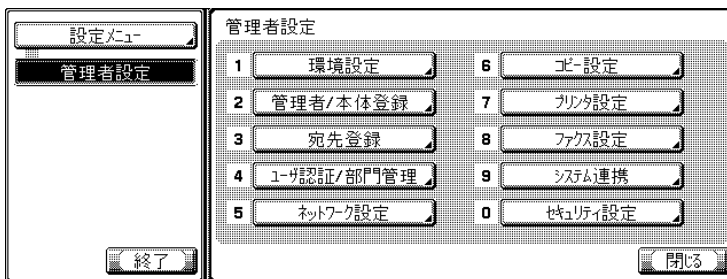 設定メニュー
管理者設定
終了
管理者設定
1 環境設定
2 管理者/本体登録
3 宛先登録
4 ユーザ認証/部門管理
5 ネットワーク設定
6 コピー設定
7 プリンタ設定
8 ファクス設定
9 システム連携
0 セキュリティ設定
閉じる